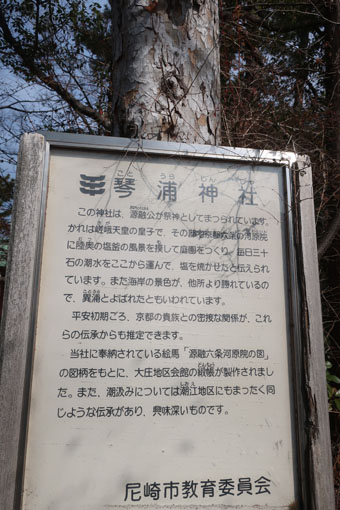 琴浦神社
こと うら じん しゃ
この神社は、源融公が祭神としてまつられています。
かれは嵯峨天皇の皇子で、その邸宅京都六条の河原院
に陸奥の塩釜の風景を模して庭園をつくり、毎日三十
石の潮水をここから運んで、塩を焼かせたと伝えられ
ています。また海岸の景色が、他所より勝れているの
で、異浦とよばれたともいわれています。
平安初期ごろ、京都の貴族との密接な関係が、これ
らの伝承からも推定できます。
当社に奉納されている絵馬「源融六条河原院の図」
の図柄をもとに、大庄地区会館の緞帳が製作されまし
た。また、潮汲みについては潮江地区にもまったく同
じような伝承があり、興味深いものです。
尼崎市教育委員会